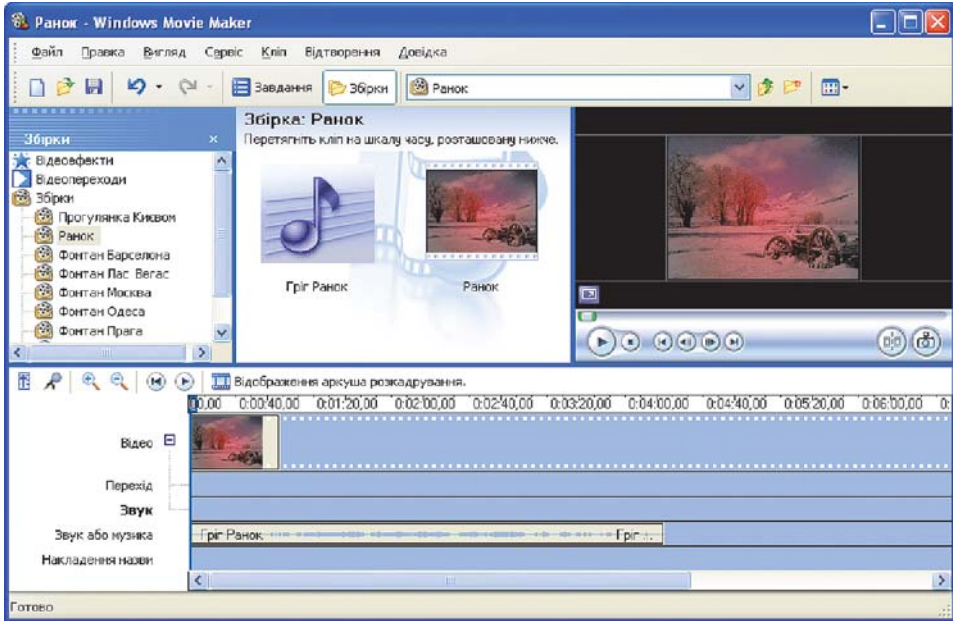 Ранок - Windows Movie Maker
Файл Правка Вигляд Сервіс Кліп Відтворення Довідка
Завдання Збірки Ранок
Збірки
Відеоефекти
Відеопереходи
Збірки
Прогулянка Києвом
Ранок
Фонтан Барселона
Фонтан Лас Вегас
Фонтан Москва
Фонтан Одеса
Фонтан Прага
Збірка: Ранок
Перетягніть кліп на шкалу часу, розташовану нижче.
Гріг Ранок
Ранок
Відображення аркуша розкадрування.
00,00 0:00:40,00 0:01:20,00 0:02:00,00 0:02:40,00 0:03:20,00 0:04:00,00 0:04:40,00 0:05:20,00 0:06:00,00 0:
Відео
Перехід
Звук
Звук або музика Гріг Ранок Гріг ...
Накладення назви
Готово